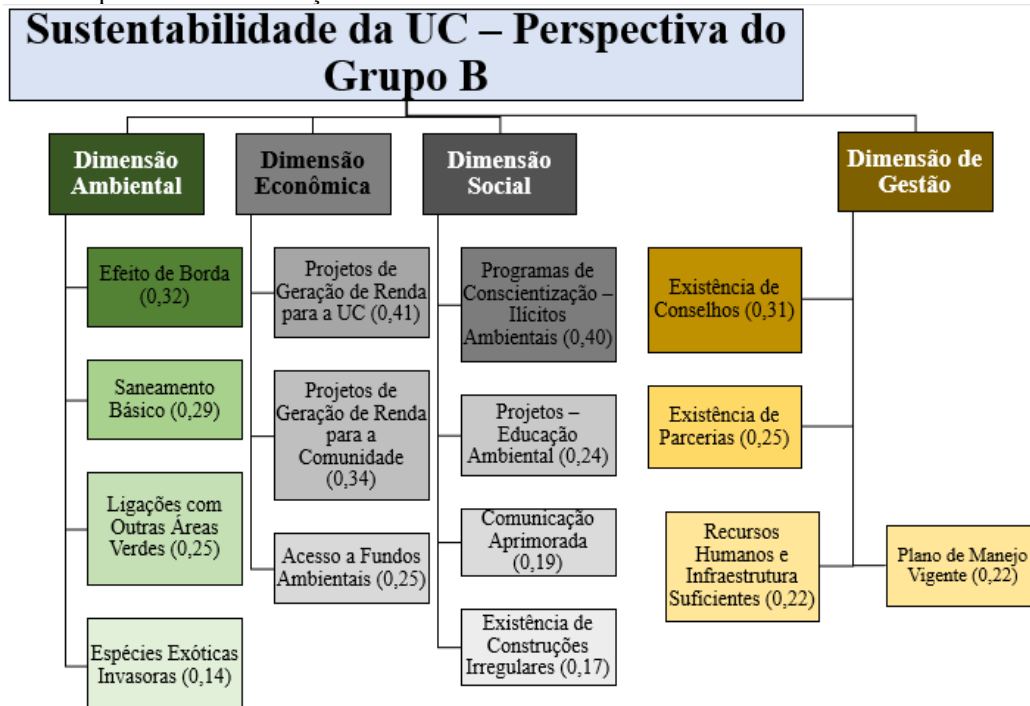 Sustentabilidade da UC – Perspectiva do
Grupo B
Dimensão
Ambiental
Efeito de Borda
(0,32)
Saneamento
Básico (0,29)
Ligações com
Outras Áreas
Verdes (0,25)
Espécies Exóticas
Invasoras (0,14)
Dimensão
Econômica
Projetos de
Geração de Renda
para a UC (0,41)
Projetos de
Geração de Renda
para a
Comunidade
(0,34)
Acesso a Fundos
Ambientais (0,25)
Dimensão
Social
Programas de
Conscientização –
Ilícitos
Ambientais (0,40)
Projetos –
Educação
Ambiental (0,24)
Comunicação
Aprimorada
(0,19)
Existência de
Construções
Irregulares (0,17)
Dimensão de
Gestão
Existência de
Conselhos (0,31)
Existência de
Parcerias (0,25)
Recursos
Humanos e
Infraestrutura
Suficientes (0,22)
Plano de Manejo
Vigente (0,22)